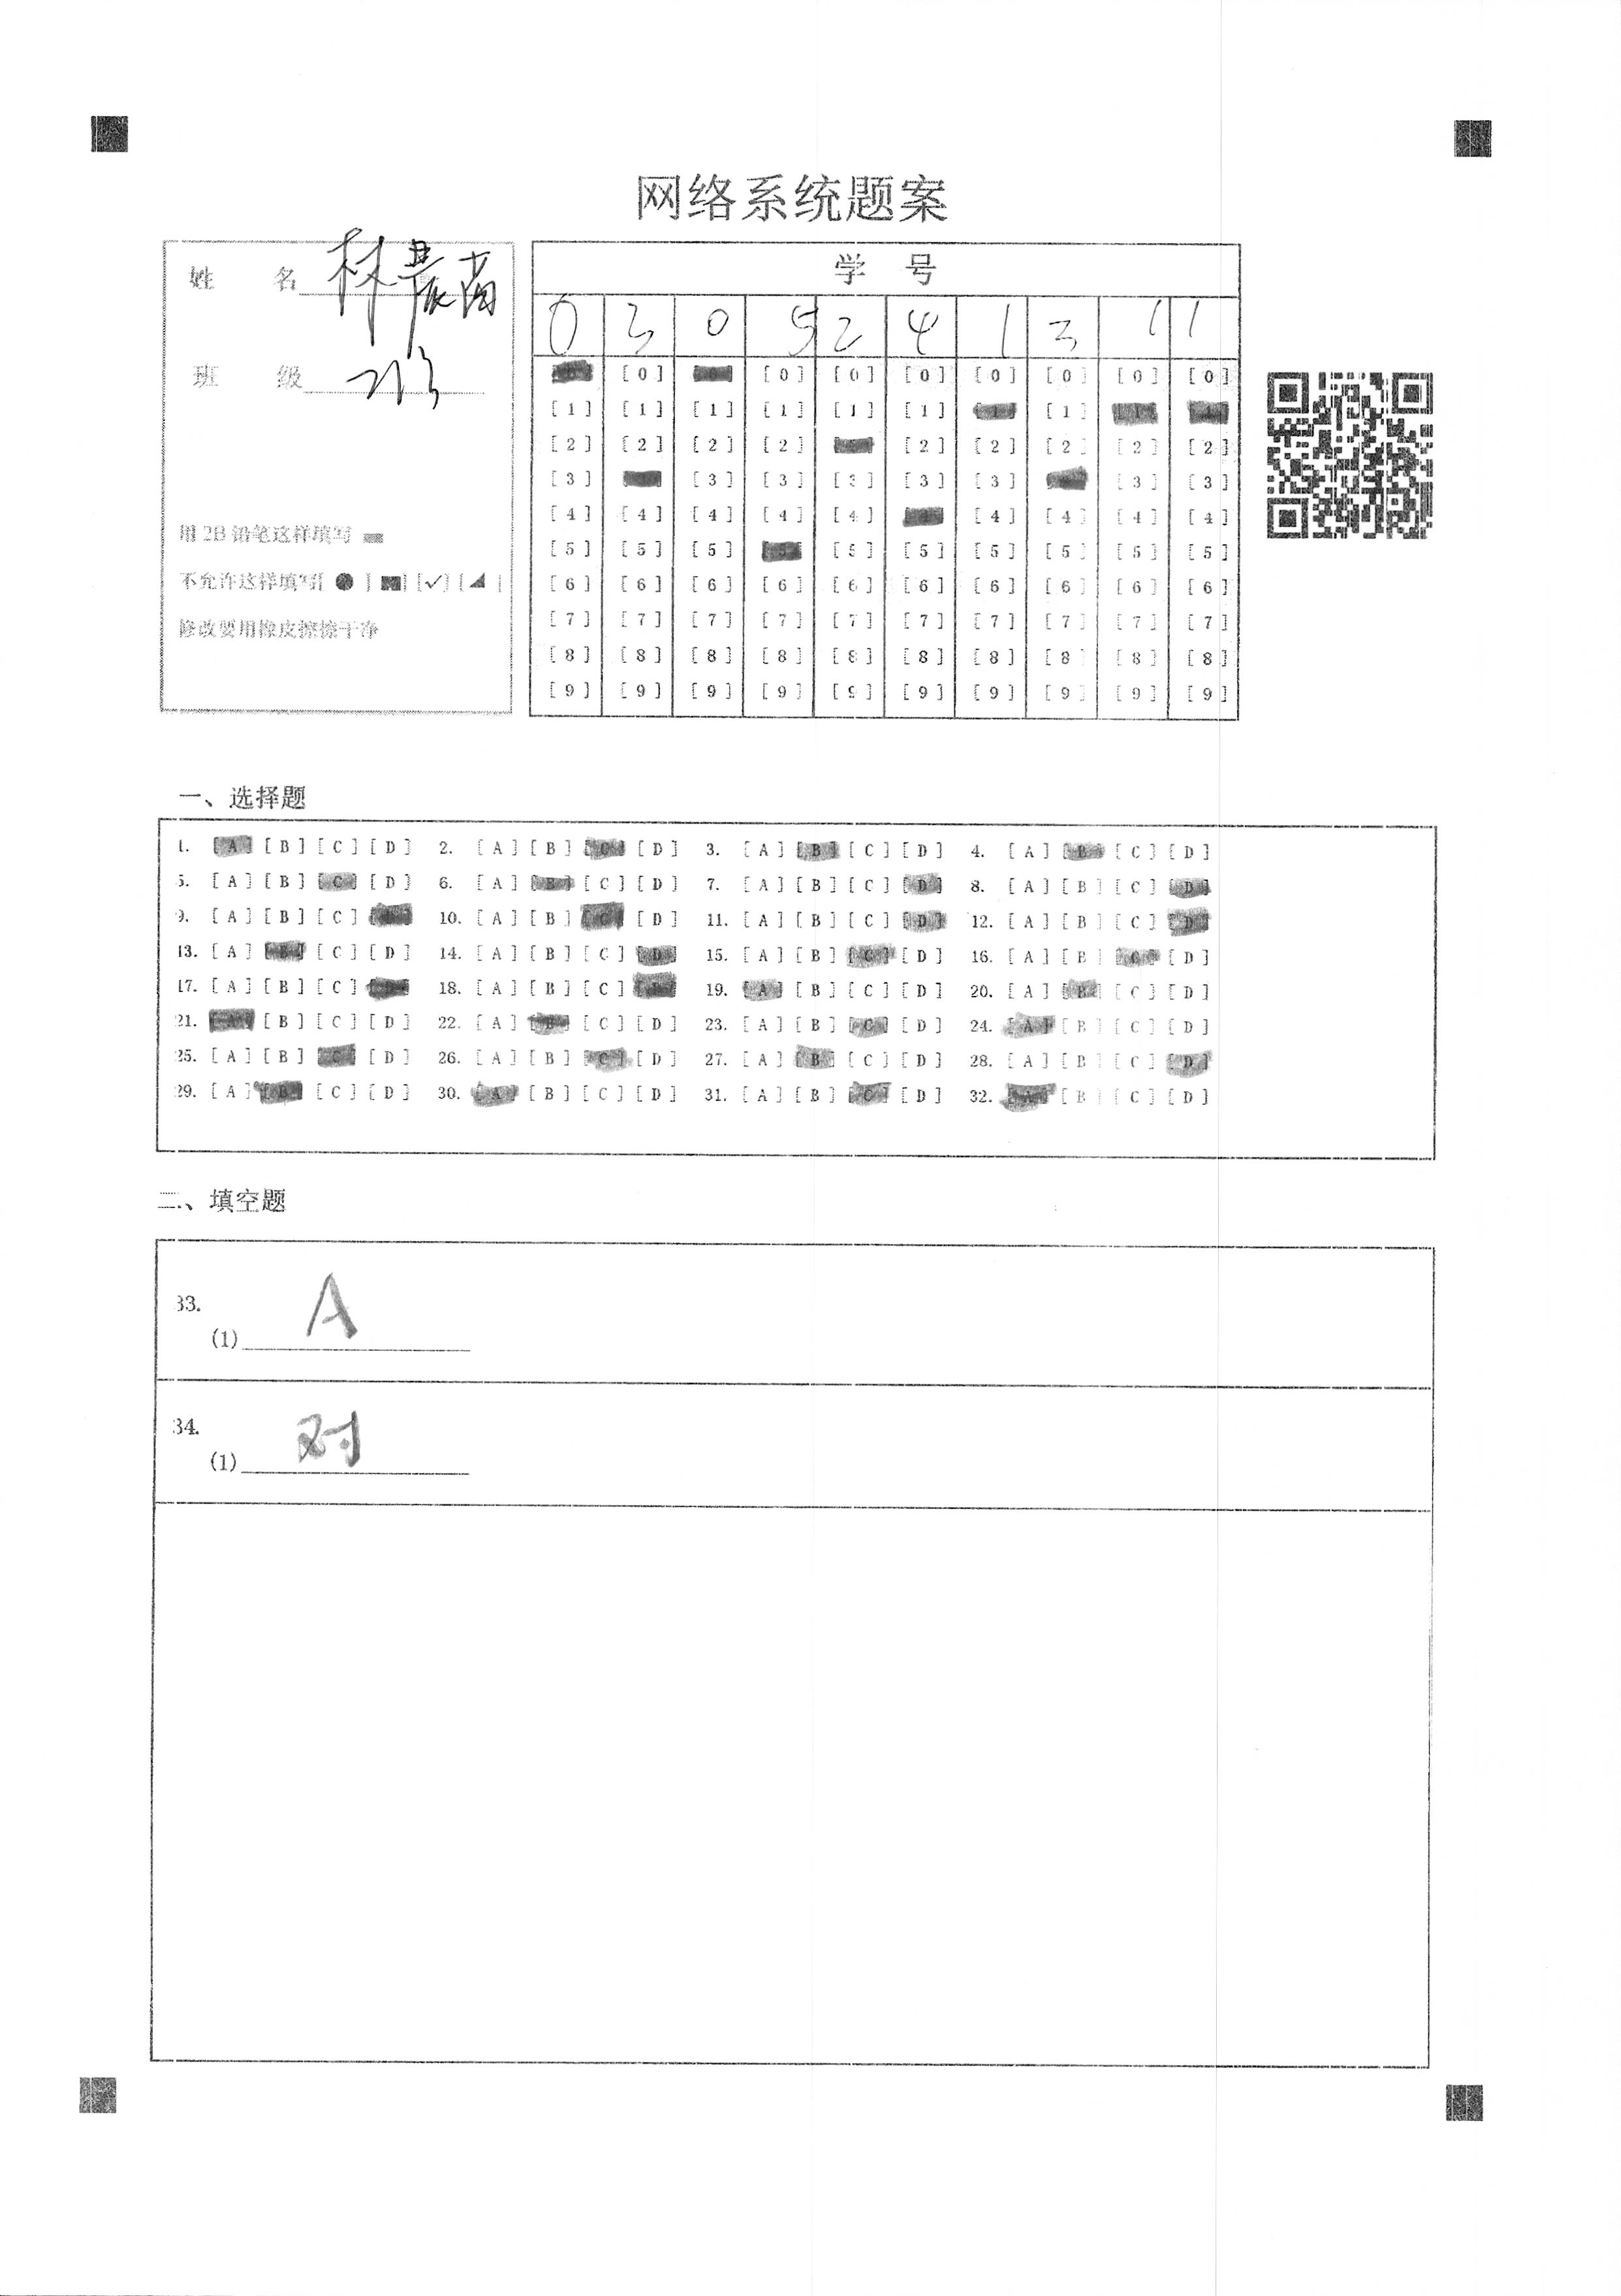 网络系统题案
姓 名 林晨茵
班 级
用 2B 铅笔这样填写
不允许这样填写[ ● ] [✓] [ ]
修改要用橡皮擦擦干净
学 号
0 3 0 5 2 4 1 3 1 1
[0] [0] [0] [0] [0] [0] [0] [0] [0] [0]
[1] [1] [1] [1] [1] [1] [1] [1] [1] [1]
[2] [2] [2] [2] [2] [2] [2] [2] [2]
[3] [3] [3] [3] [3] [3] [3] [3]
[4] [4] [4] [4] [4] [4] [4] [4] [4] [4]
[5] [5] [5] [5] [5] [5] [5] [5] [5] [5]
[6] [6] [6] [6] [6] [6] [6] [6] [6] [6]
[7] [7] [7] [7] [7] [7] [7] [7] [7] [7]
[8] [8] [8] [8] [8] [8] [8] [8] [8] [8]
[9] [9] [9] [9] [9] [9] [9] [9] [9] [9]
一、选择题
1. [A] [B] [C] [D] 2. [A] [B] [C] [D] 3. [A] [B] [C] [D] 4. [A] [B] [C] [D]
5. [A] [B] [C] [D] 6. [A] [B] [C] [D] 7. [A] [B] [C] [D] 8. [A] [B] [C] [D]
9. [A] [B] [C] [D] 10. [A] [B] [C] [D] 11. [A] [B] [C] [D] 12. [A] [B] [C] [D]
13. [A] [B] [C] [D] 14. [A] [B] [C] [D] 15. [A] [B] [C] [D] 16. [A] [B] [C] [D]
17. [A] [B] [C] [D] 18. [A] [B] [C] [D] 19. [A] [B] [C] [D] 20. [A] [B] [C] [D]
21. [A] [B] [C] [D] 22. [A] [B] [C] [D] 23. [A] [B] [C] [D] 24. [A] [B] [C] [D]
25. [A] [B] [C] [D] 26. [A] [B] [C] [D] 27. [A] [B] [C] [D] 28. [A] [B] [C] [D]
29. [A] [B] [C] [D] 30. [A] [B] [C] [D] 31. [A] [B] [C] [D] 32. [A] [B] [C] [D]
二、填空题
33.
(1) A
34.
(1) 对